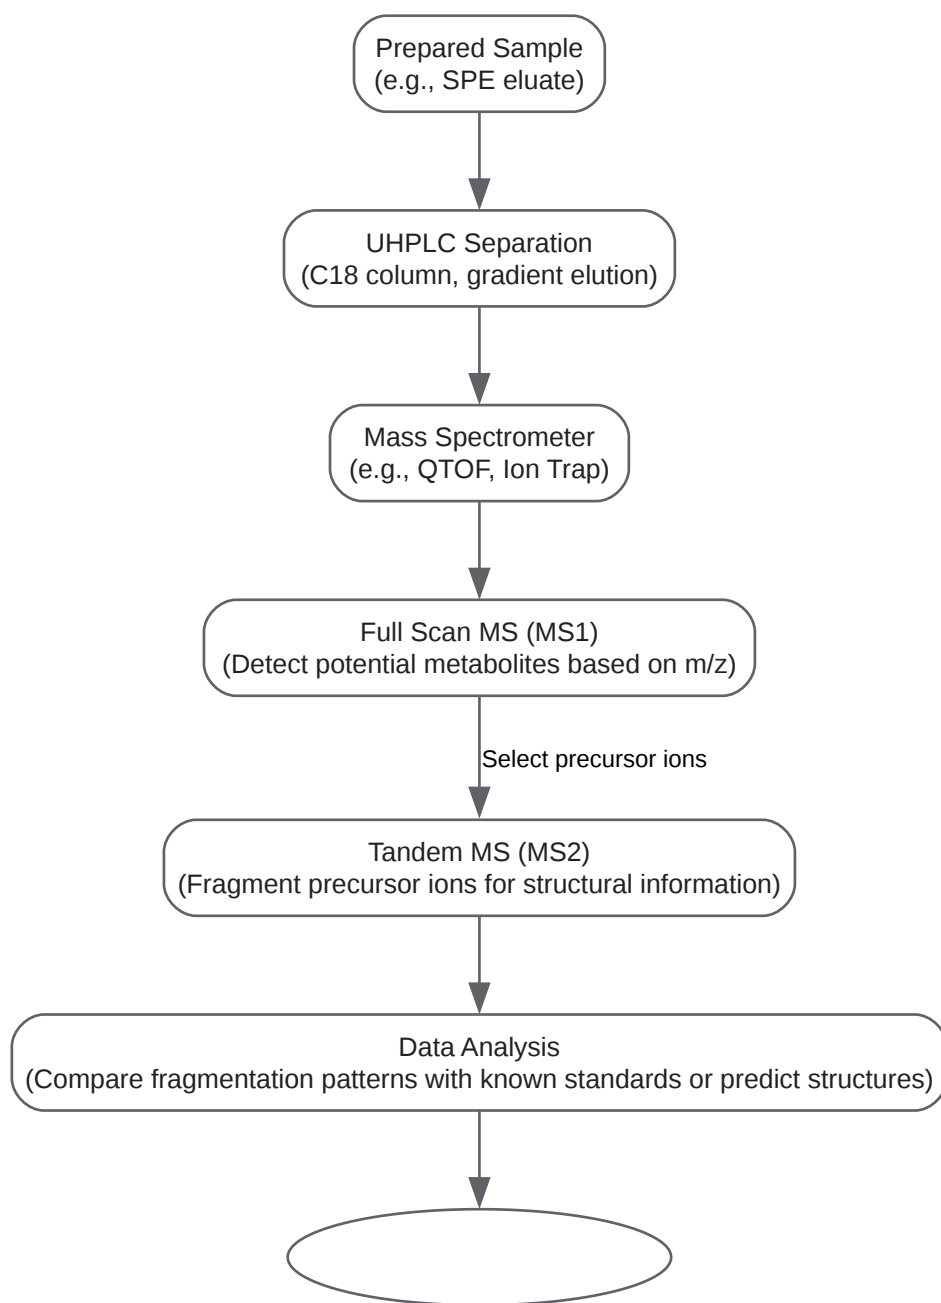 Prepared Sample
(e.g., SPE eluate)
UHPLC Separation
(C18 column, gradient elution)
Mass Spectrometer
(e.g., QTOF, Ion Trap)
Full Scan MS (MS1)
(Detect potential metabolites based on m/z)
Select precursor ions
Tandem MS (MS2)
(Fragment precursor ions for structural information)
Data Analysis
(Compare fragmentation patterns with known standards or predict structures)